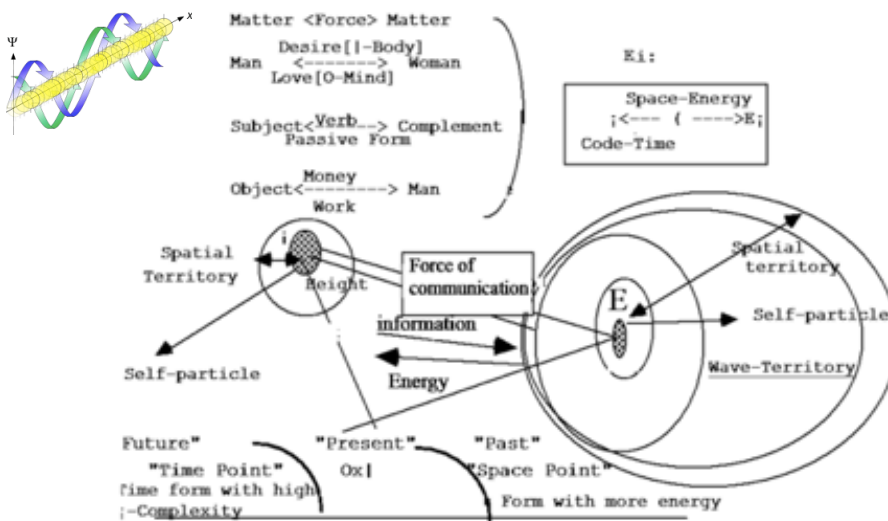 Ψ
x
Matter <Force> Matter
Desire[|-Body]
Man <-------> Woman
Love[O-Mind]
Subject<Verb--> Complement
Passive Form
Money
Object<--------> Man
Work
Ei:
Space-Energy
¡<--- { ---->E¡
Code-Time
Spatial
Territory
i
Height
Self-particle
Force of
communication
information
Energy
E
Spatial
territory
Self-particle
Wave-Territory
Future" "Present" "Past"
"Time Point" Ox| "Space Point"
Time form with high
;-Complexity
Form with more energy